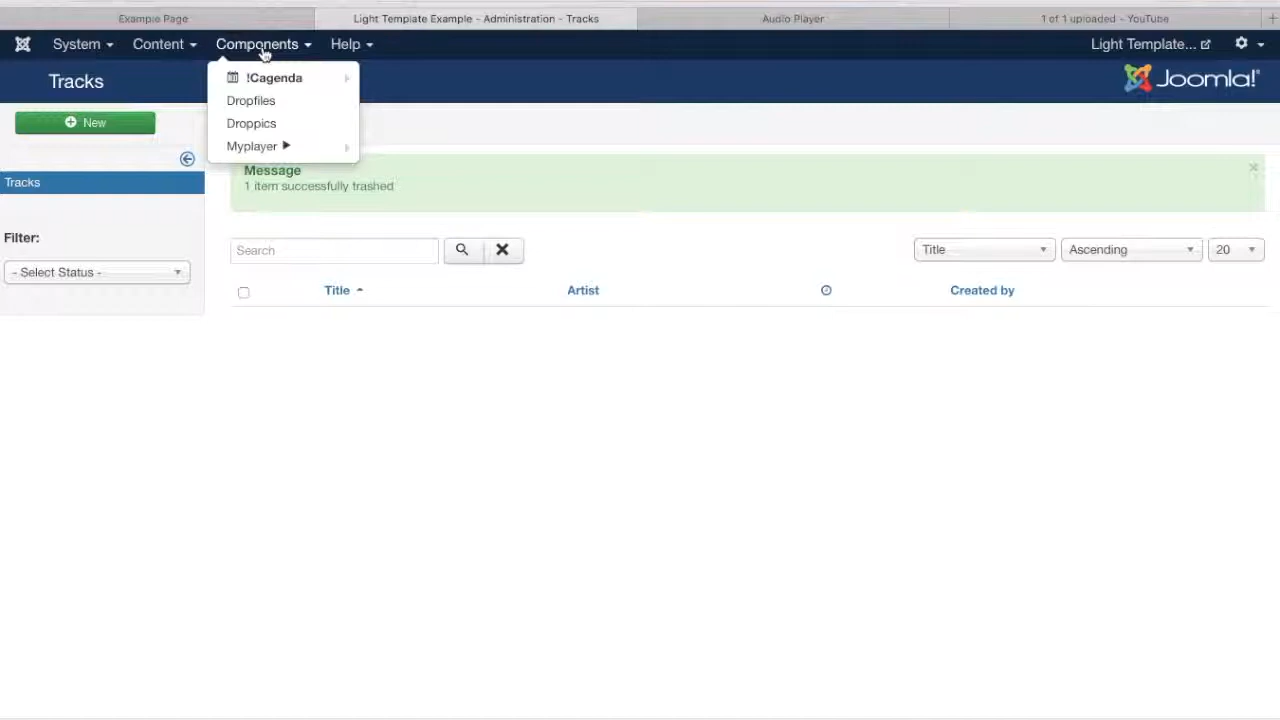 Example Page
Light Template Example - Administration - Tracks
Audio Player
1 of 1 uploaded - YouTube
System
Content
Components
Help
Light Template...
Tracks
Joomla!®
New
!Cagenda
Dropfiles
Droppics
Myplayer
Message
1 item successfully trashed
Tracks
Filter:
- Select Status -
Search
Title
Ascending
20
Title
Artist
Created by